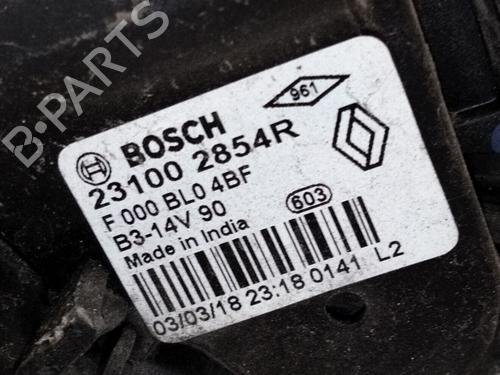 B-PARTS
961
BOSCH
23100 2854R
F 000 BL0 4BF
B3-14V 90
603
Made in India
03/03/18 23:18 0141 L2